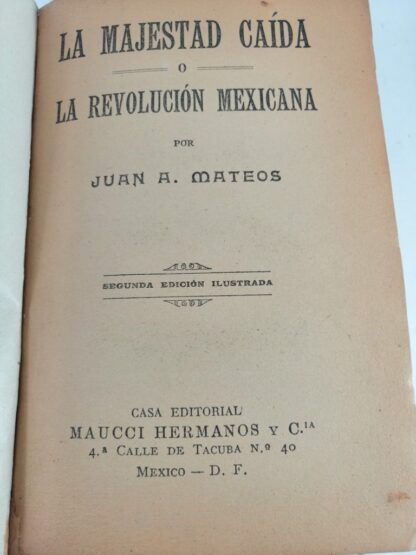 LA MAJESTAD CAÍDA
O
LA REVOLUCIÓN MEXICANA
POR
JUAN A. MATEOS
SEGUNDA EDICIÓN ILUSTRADA
CASA EDITORIAL
MAUCCI HERMANOS Y C.IA
4.ª CALLE DE TACUBA N.º 40
MEXICO — D. F.